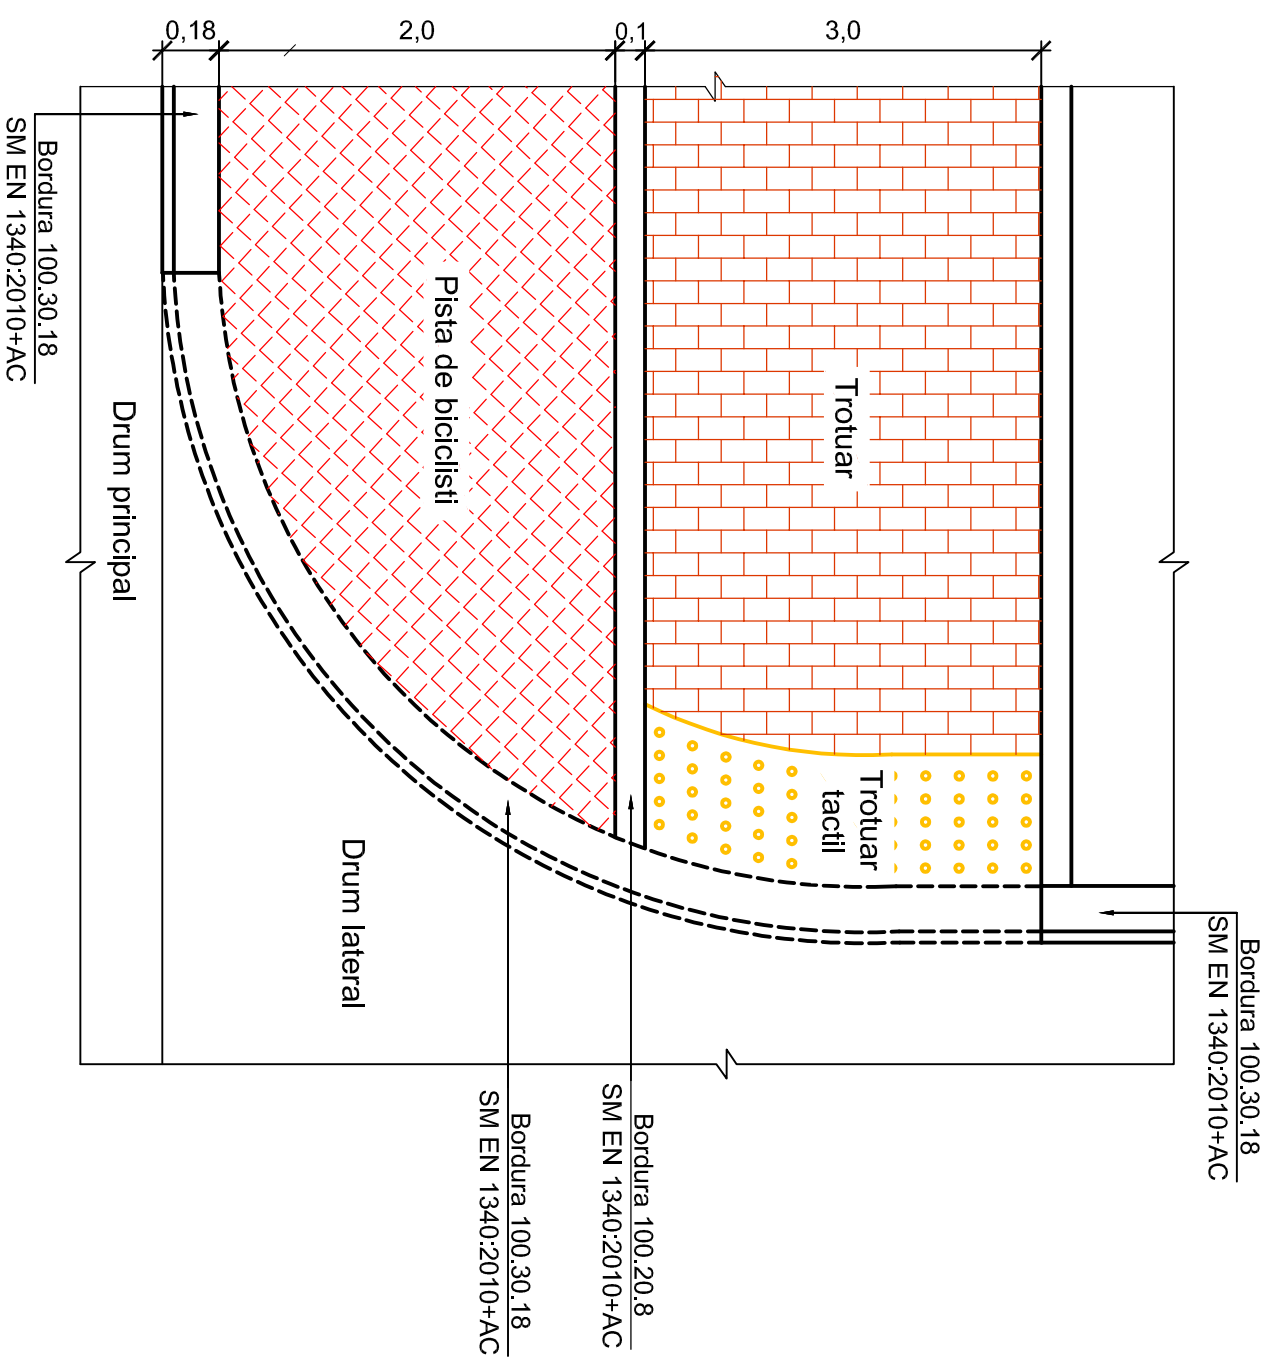 0,18
2,0
0,1
3,0
Bordura 100.30.18
SM EN 1340:2010+AC
Drum principal
Pista de biciclisti
Trotuar
Trotuar
tactil
Drum lateral
Bordura 100.30.18
SM EN 1340:2010+AC
Bordura 100.20.8
SM EN 1340:2010+AC
Bordura 100.30.18
SM EN 1340:2010+AC